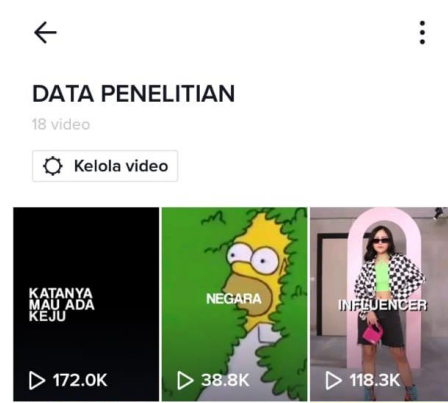 DATA PENELITIAN
18 video
Kelola video
KATANYA
MAU ADA
KEJU
172.0K
NEGARA
38.8K
INFLUENCER
118.3K